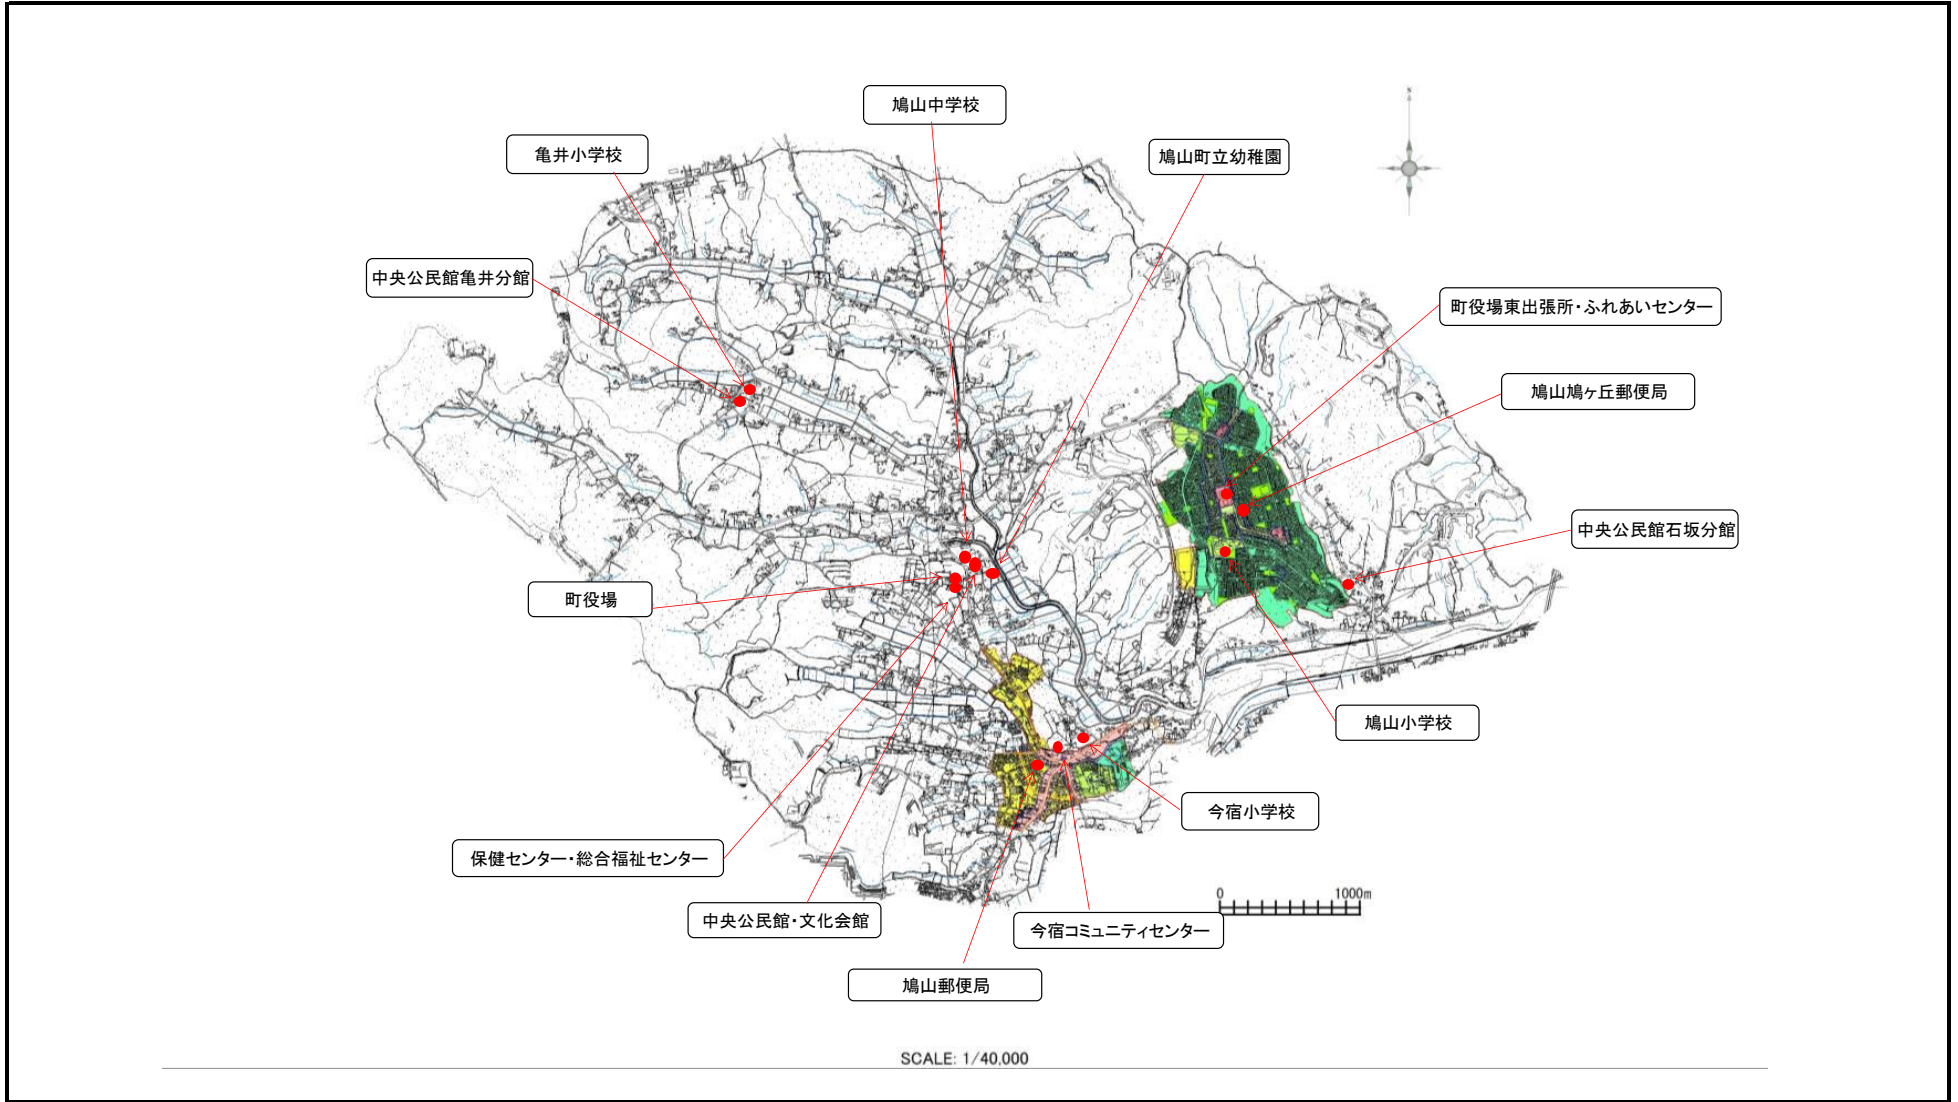 鳩山中学校
亀井小学校
鳩山町立幼稚園
中央公民館亀井分館
町役場東出張所・ふれあいセンター
鳩山鳩ヶ丘郵便局
中央公民館石坂分館
町役場
鳩山小学校
今宿小学校
保健センター・総合福祉センター
0 1000m
中央公民館・文化会館
今宿コミュニティセンター
鳩山郵便局
SCALE: 1/40,000